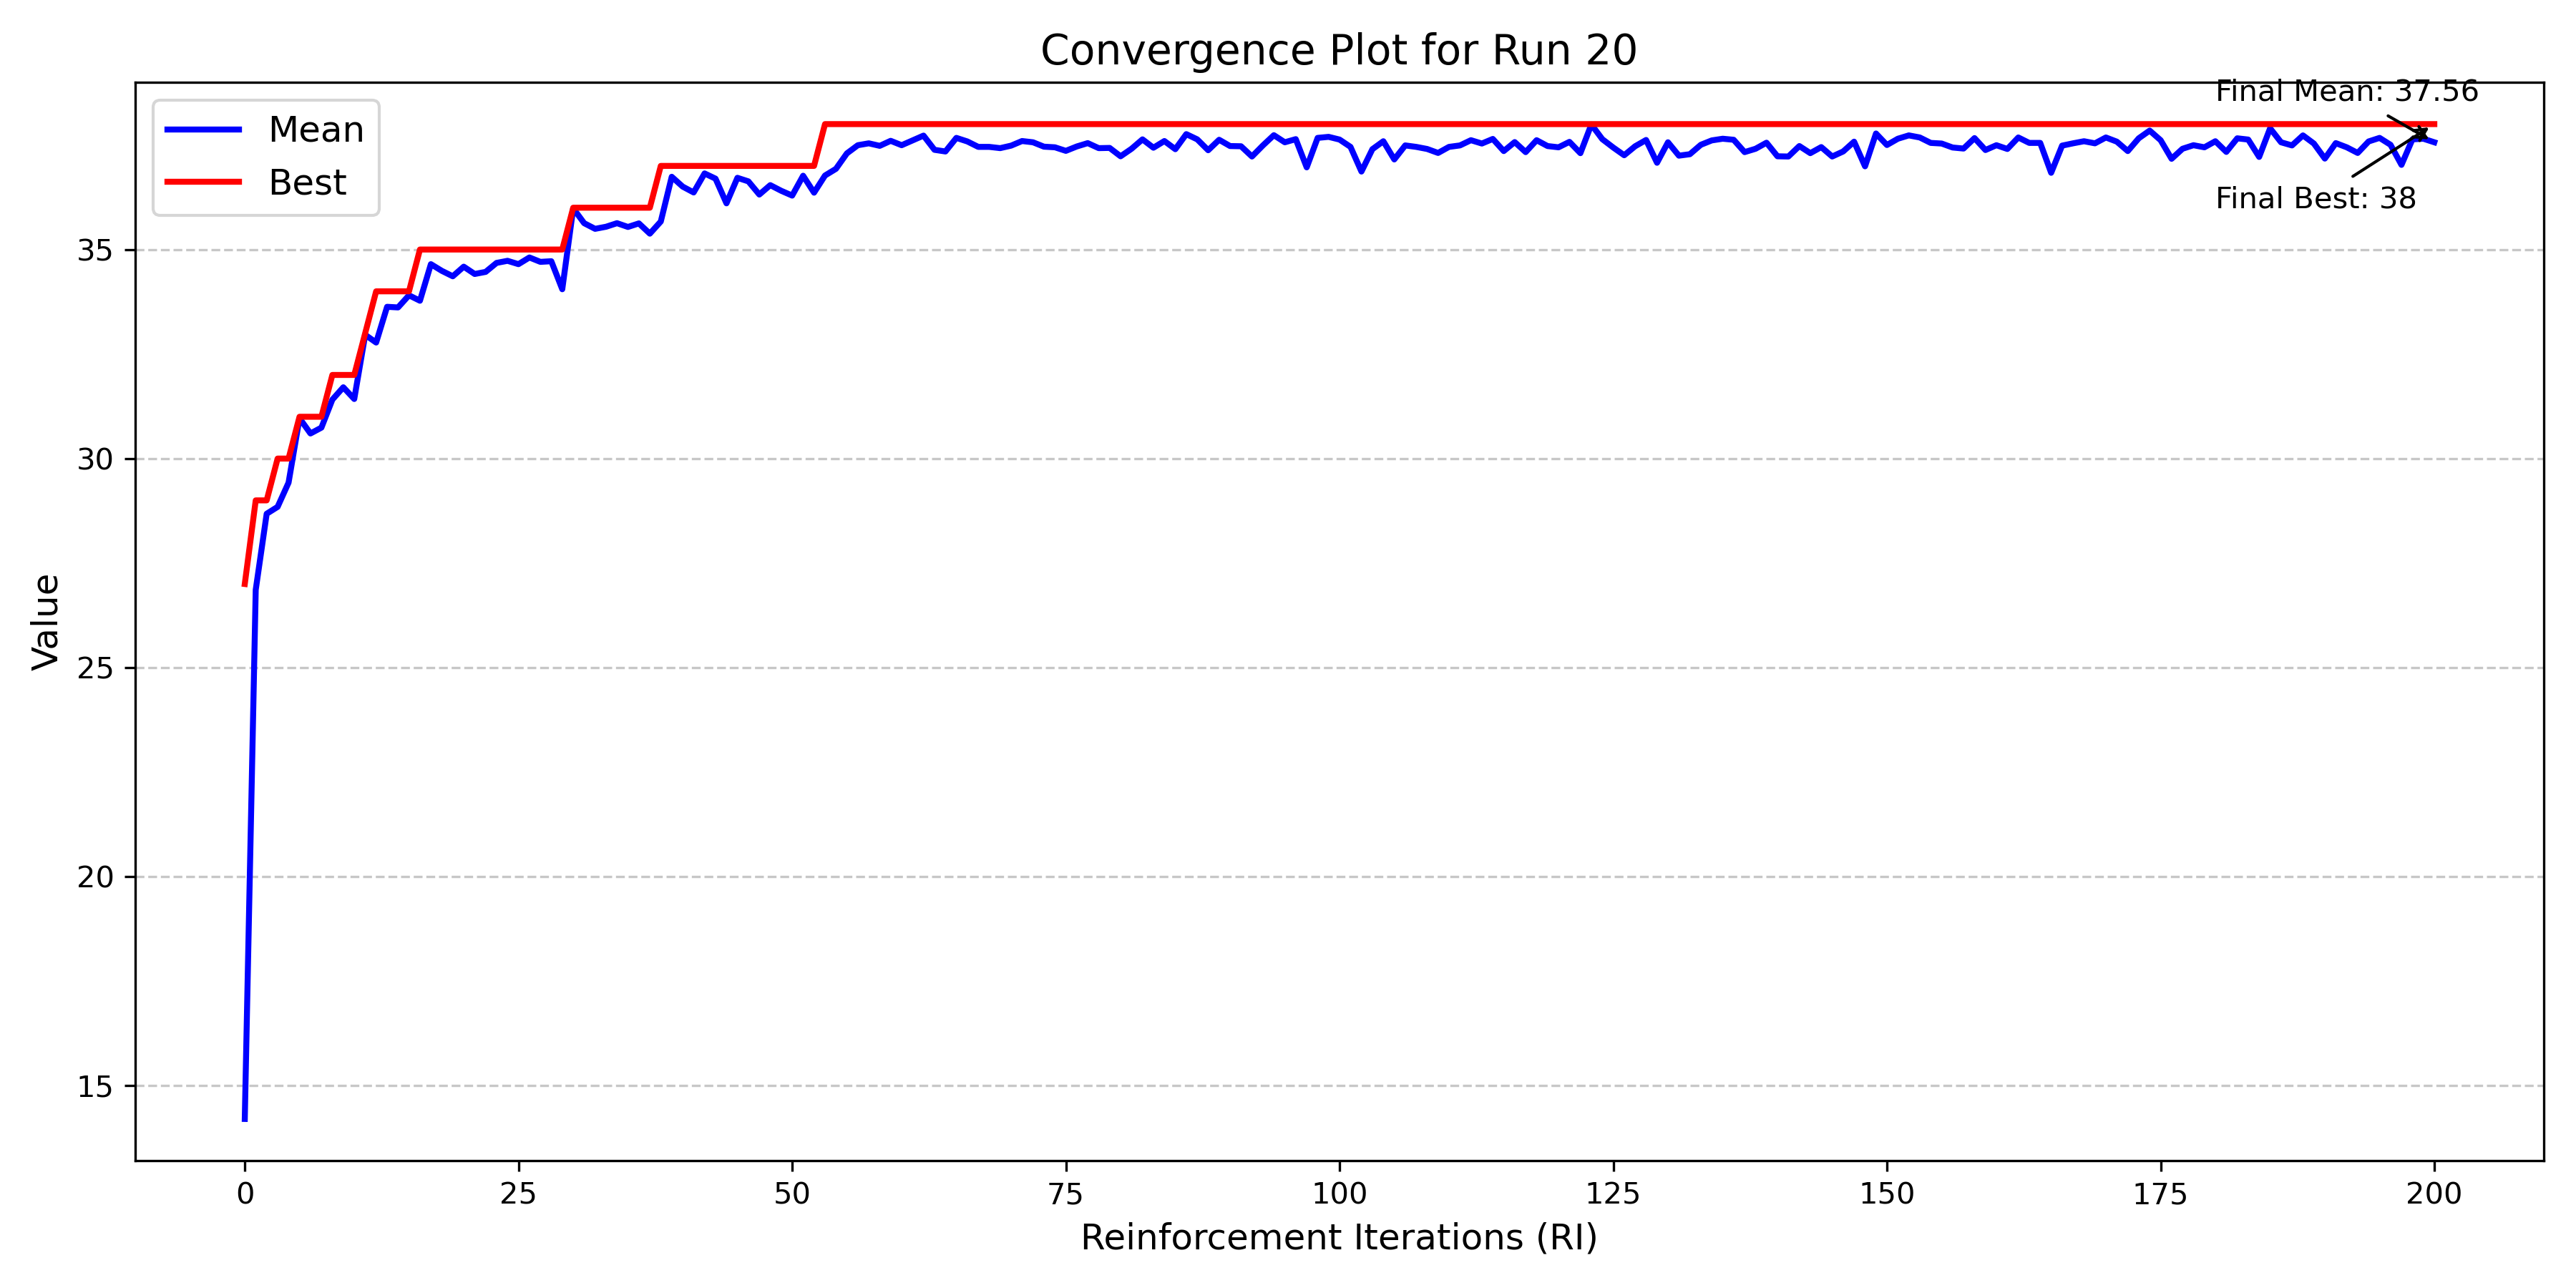 Convergence Plot for Run 20
Final Mean: 37.56
Mean
Best
Final Best: 38
35
30
25
20
15
Value
0 25 50 75 100 125 150 175 200
Reinforcement Iterations (RI)